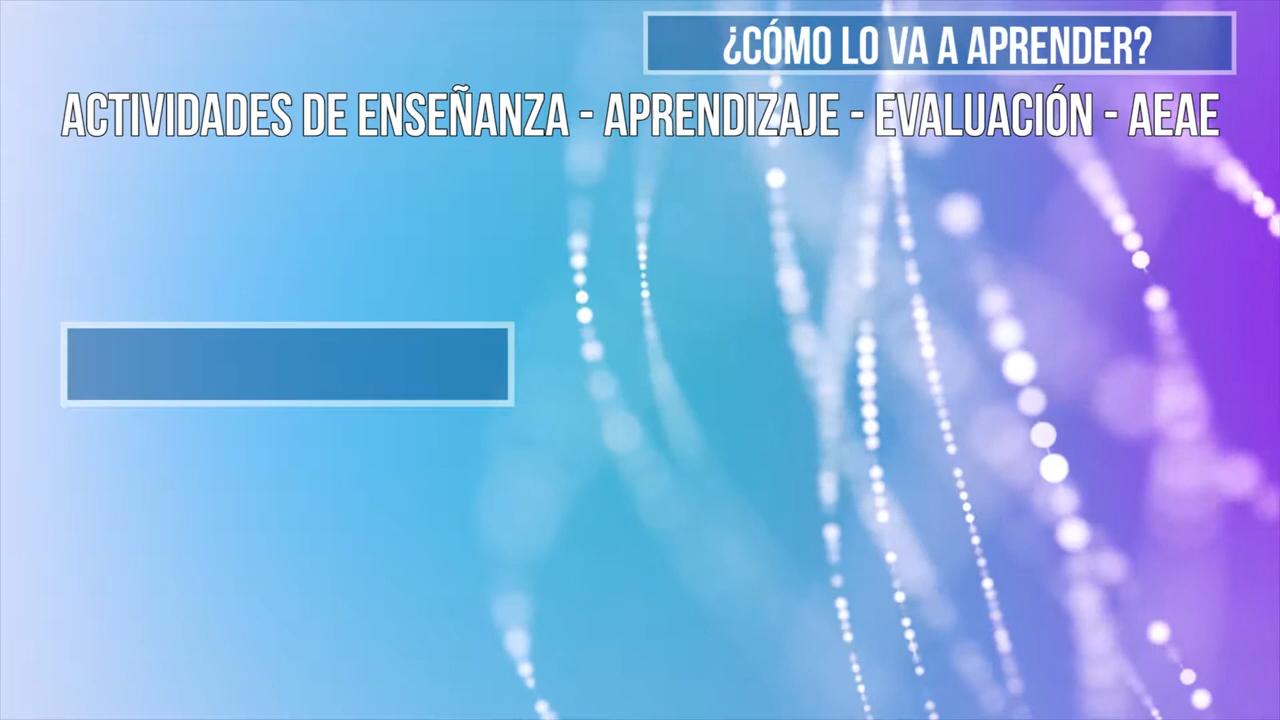 ¿CÓMO LO VA A APRENDER?
ACTIVIDADES DE ENSEÑANZA - APRENDIZAJE - EVALUACIÓN - AEAE